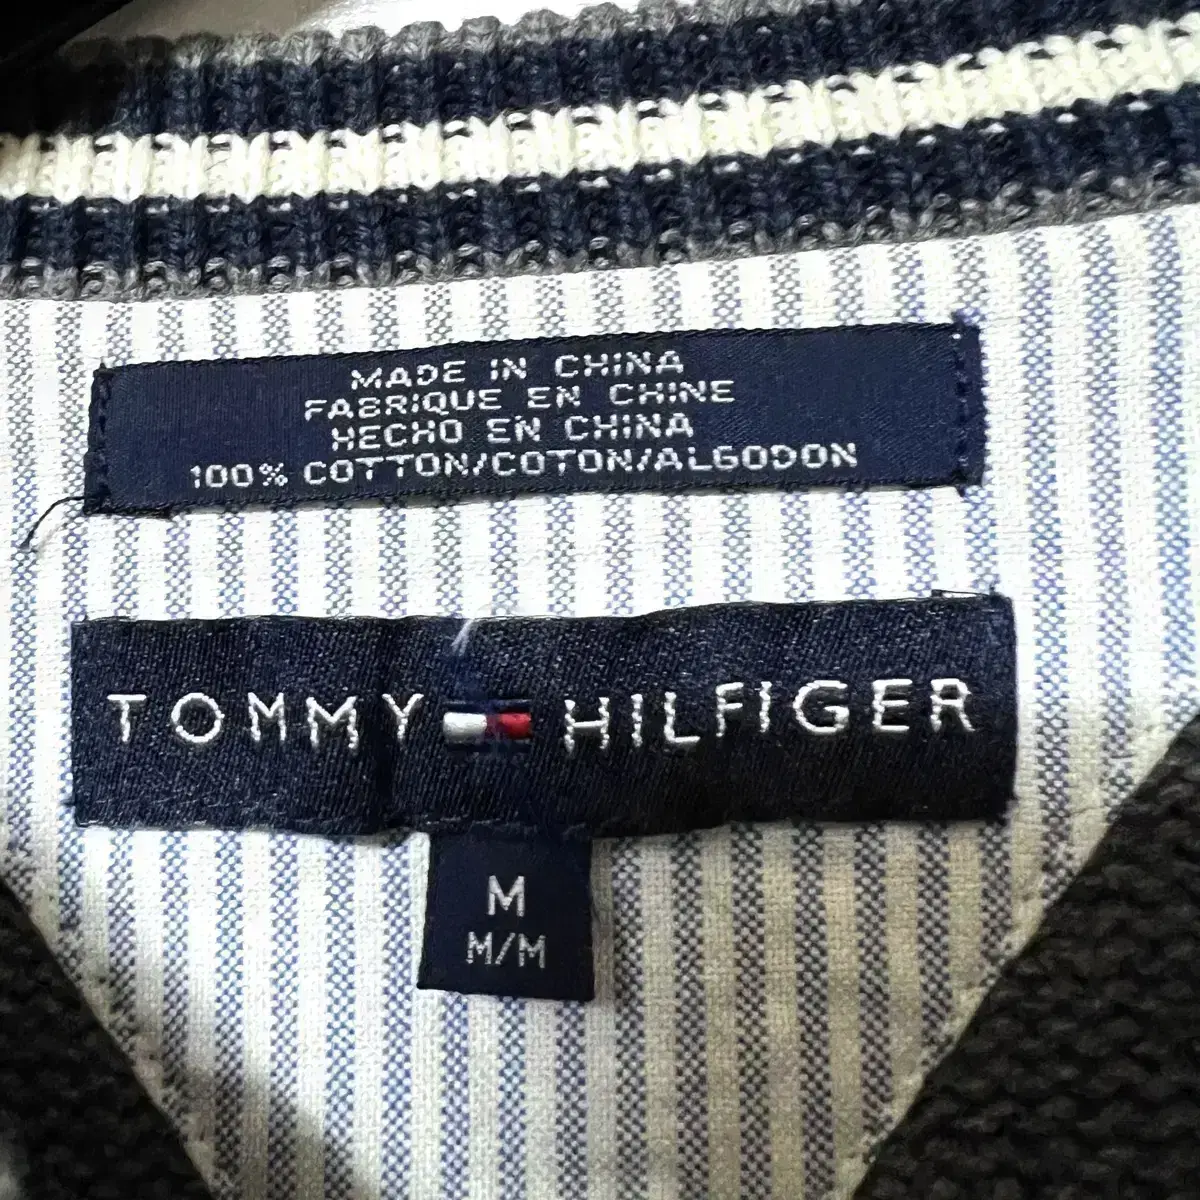 MADE IN CHINA
FABRIQUE EN CHINE
HECHO EN CHINA
100% COTTON/COTON/ALGODON
TOMMY HILFIGER
M
M/M